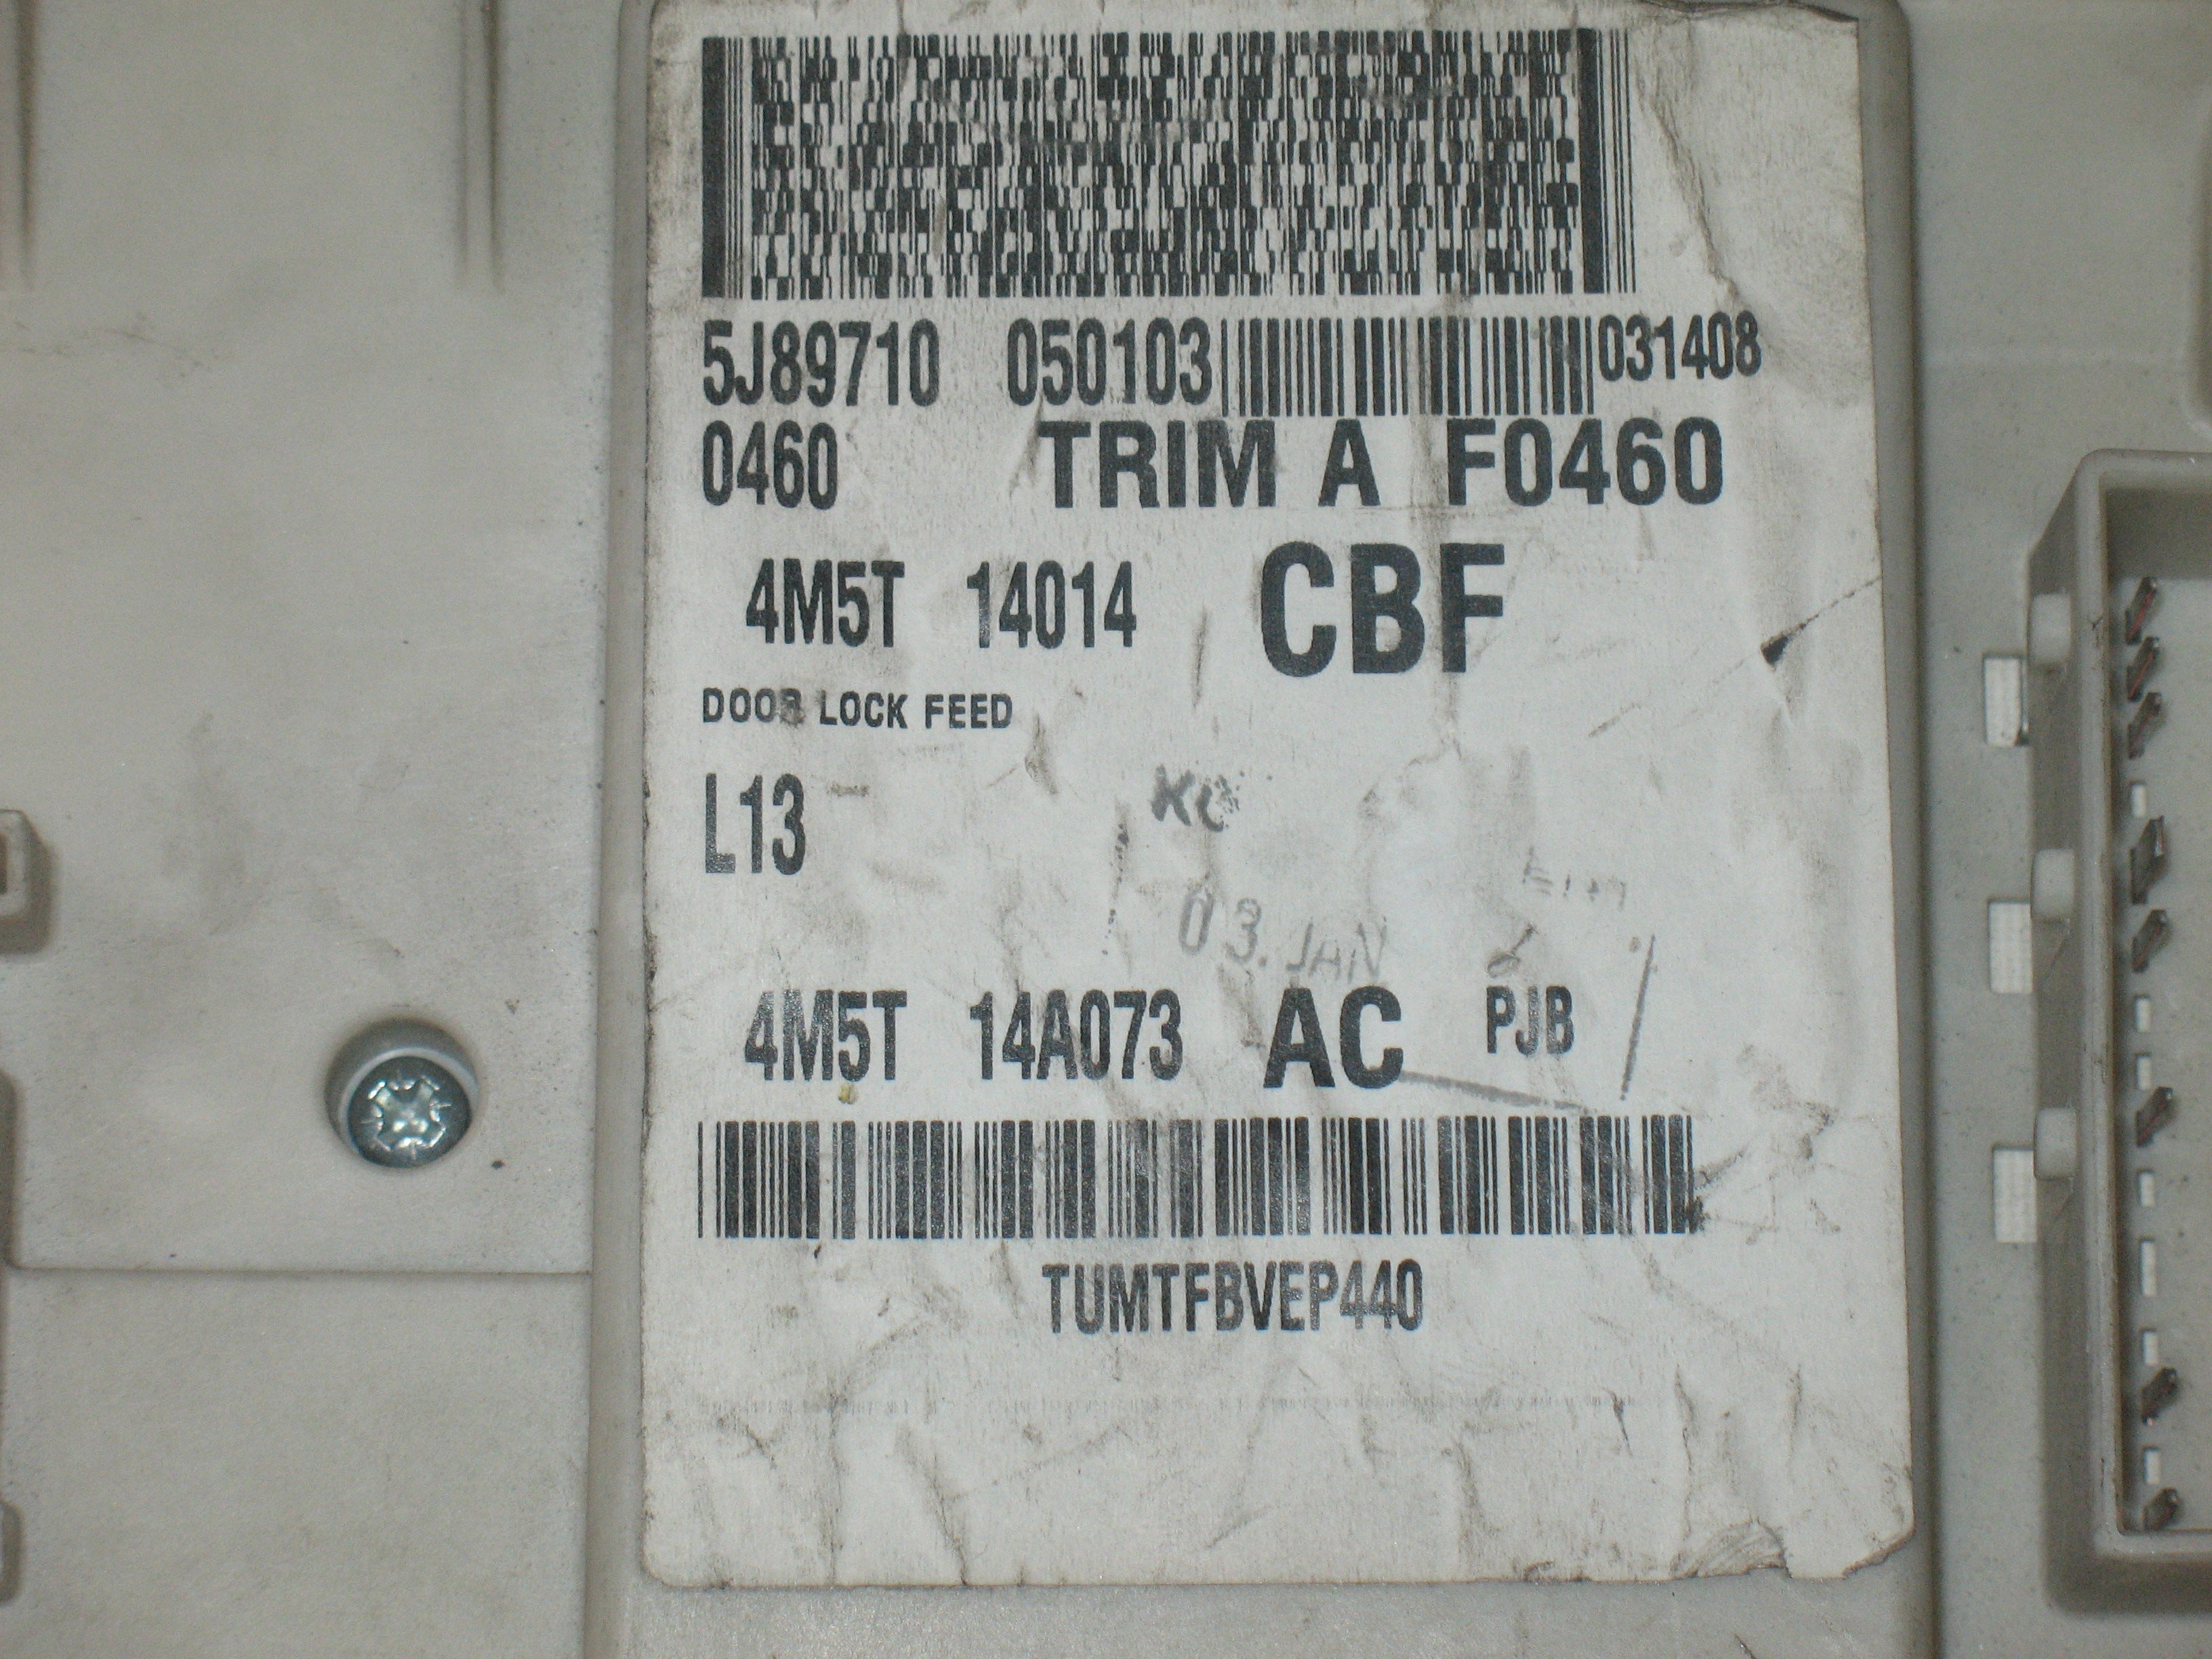 5J89710 050103 031408
0460 TRIM A F0460
4M5T 14014 CBF
DOOR LOCK FEED
L13
03. JAN
4M5T 14A073 AC PJB
TUMTFBVEP440